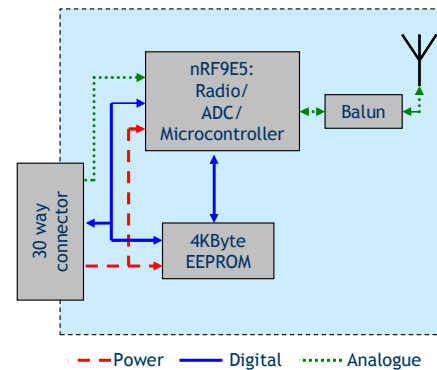 nRF9E5:
Radio/
ADC/
Microcontroller
Balun
30 way
connector
4KByte
EEPROM
Power
Digital
Analogue